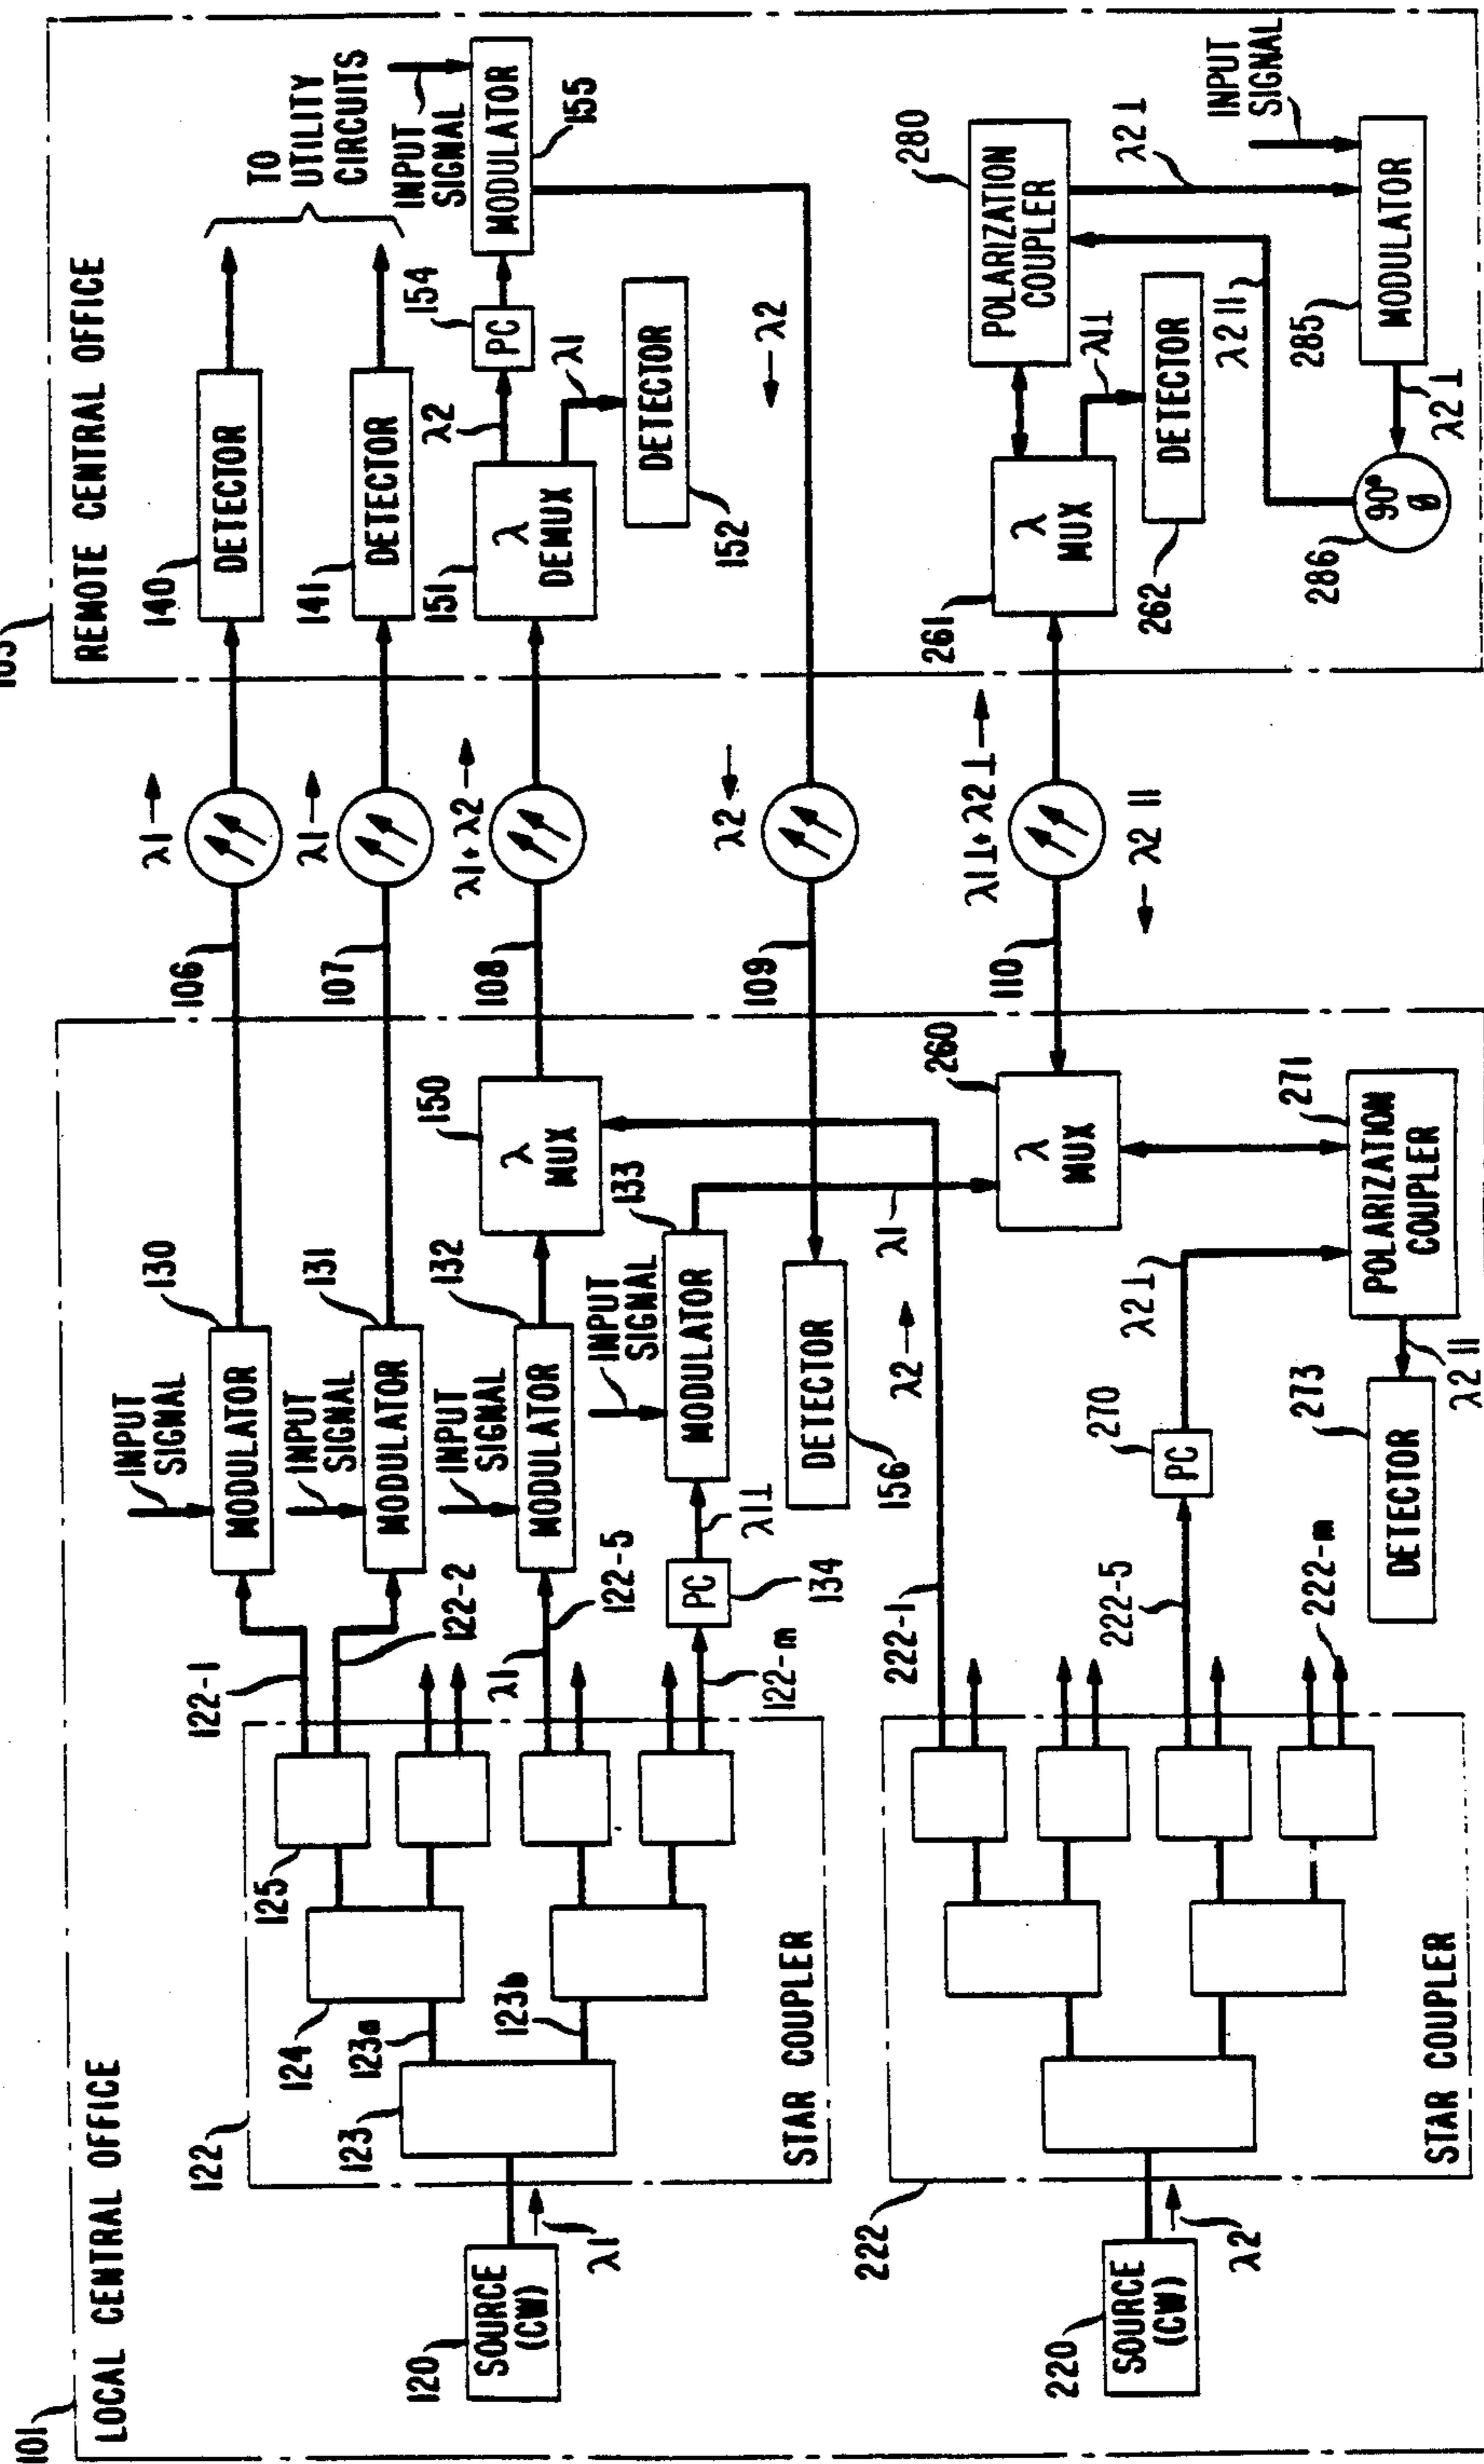 101
LOCAL CENTRAL OFFICE
120
SOURCE
(CW)
λ1
122
123
123a
123b
124
125
STAR COUPLER
122-1
122-2
λ1
122-5
122-m
INPUT
SIGNAL
MODULATOR
130
INPUT
SIGNAL
MODULATOR
131
INPUT
SIGNAL
MODULATOR
132
PC
134
λ1⊥
INPUT
SIGNAL
MODULATOR
133
λ
MUX
150
DETECTOR
156
λ2
λ1
220
SOURCE
(CW)
λ2
222
STAR COUPLER
222-1
222-5
222-m
PC
270
λ2⊥
POLARIZATION
COUPLER
271
λ2 ||
DETECTOR
273
λ
MUX
260
106
λ1
107
λ1
108
λ1+λ2
109
λ2
110
λ1⊥+λ2⊥
λ2 ||
REMOTE CENTRAL OFFICE
140
DETECTOR
141
DETECTOR
TO
UTILITY
CIRCUITS
151
λ
DEMUX
λ2
PC
154
λ1
DETECTOR
152
INPUT
SIGNAL
MODULATOR
155
λ2
261
λ
MUX
λ1⊥
DETECTOR
262
POLARIZATION
COUPLER
280
λ2⊥
λ2 ||
INPUT
SIGNAL
MODULATOR
285
λ2⊥
90°
Ø
286